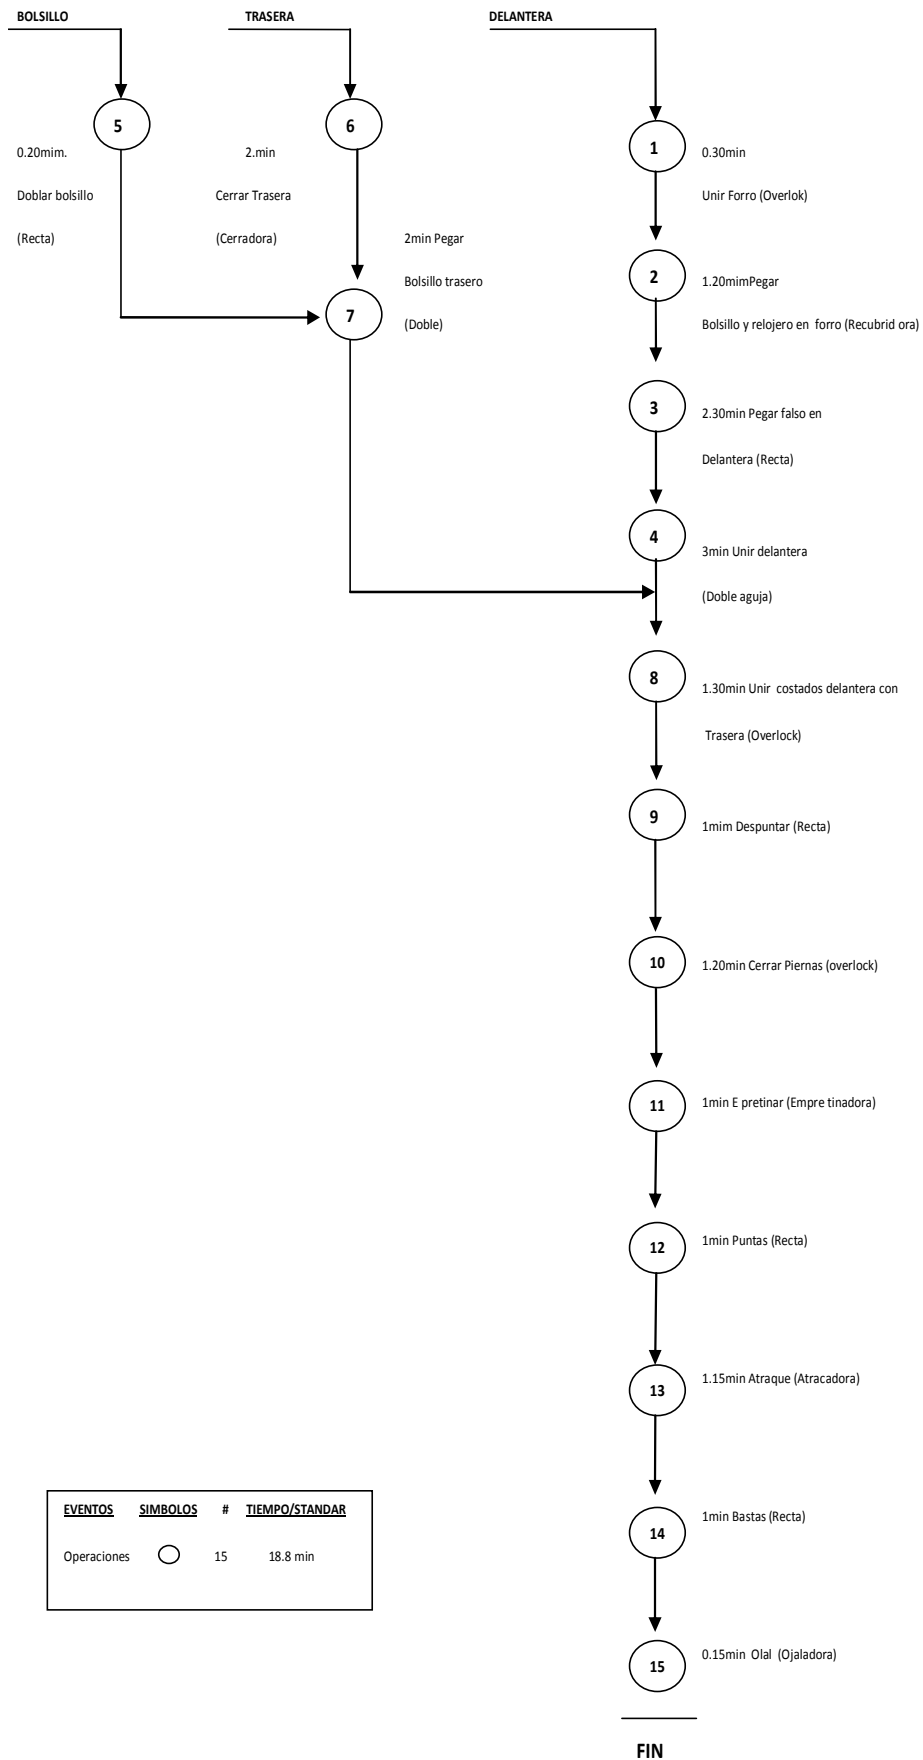 BOLSILLO
TRASERA
DELANTERA
5
0.20mim.
Doblar bolsillo
(Recta)
6
2.min
Cerrar Trasera
(Cerradora)
7
2min Pegar
Bolsillo trasero
(Doble)
1
0.30min
Unir Forro (Overlok)
2
1.20mimPegar
Bolsillo y relojero en forro (Recubrid ora)
3
2.30min Pegar falso en
Delantera (Recta)
4
3min Unir delantera
(Doble aguja)
8
1.30min Unir costados delantera con
Trasera (Overlock)
9
1mim Despuntar (Recta)
10
1.20min Cerrar Piernas (overlock)
11
1min E pretinar (Empre tinadora)
12
1min Puntas (Recta)
13
1.15min Atraque (Atracadora)
14
1min Bastas (Recta)
15
0.15min Olal (Ojaladora)
FIN
EVENTOS SIMBOLOS # TIEMPO/STANDAR
Operaciones 15 18.8 min